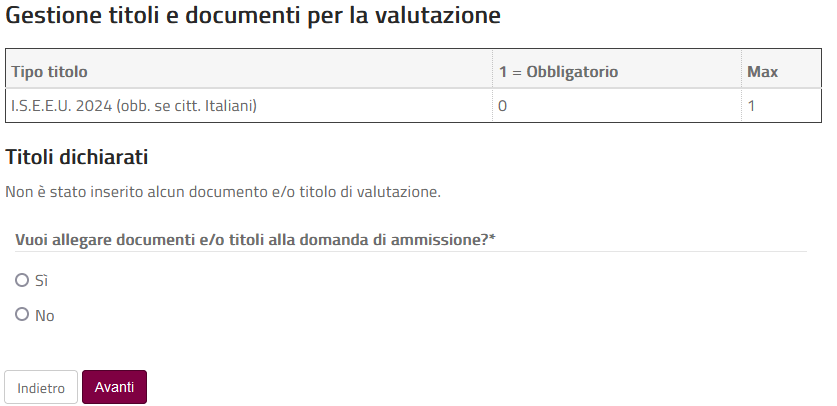 Gestione titoli e documenti per la valutazione
Tipo titolo 1 = Obbligatorio Max
I.S.E.E.U. 2024 (obb. se citt. Italiani) 0 1
Titoli dichiarati
Non è stato inserito alcun documento e/o titolo di valutazione.
Vuoi allegare documenti e/o titoli alla domanda di ammissione?*
Sì
No
Indietro Avanti